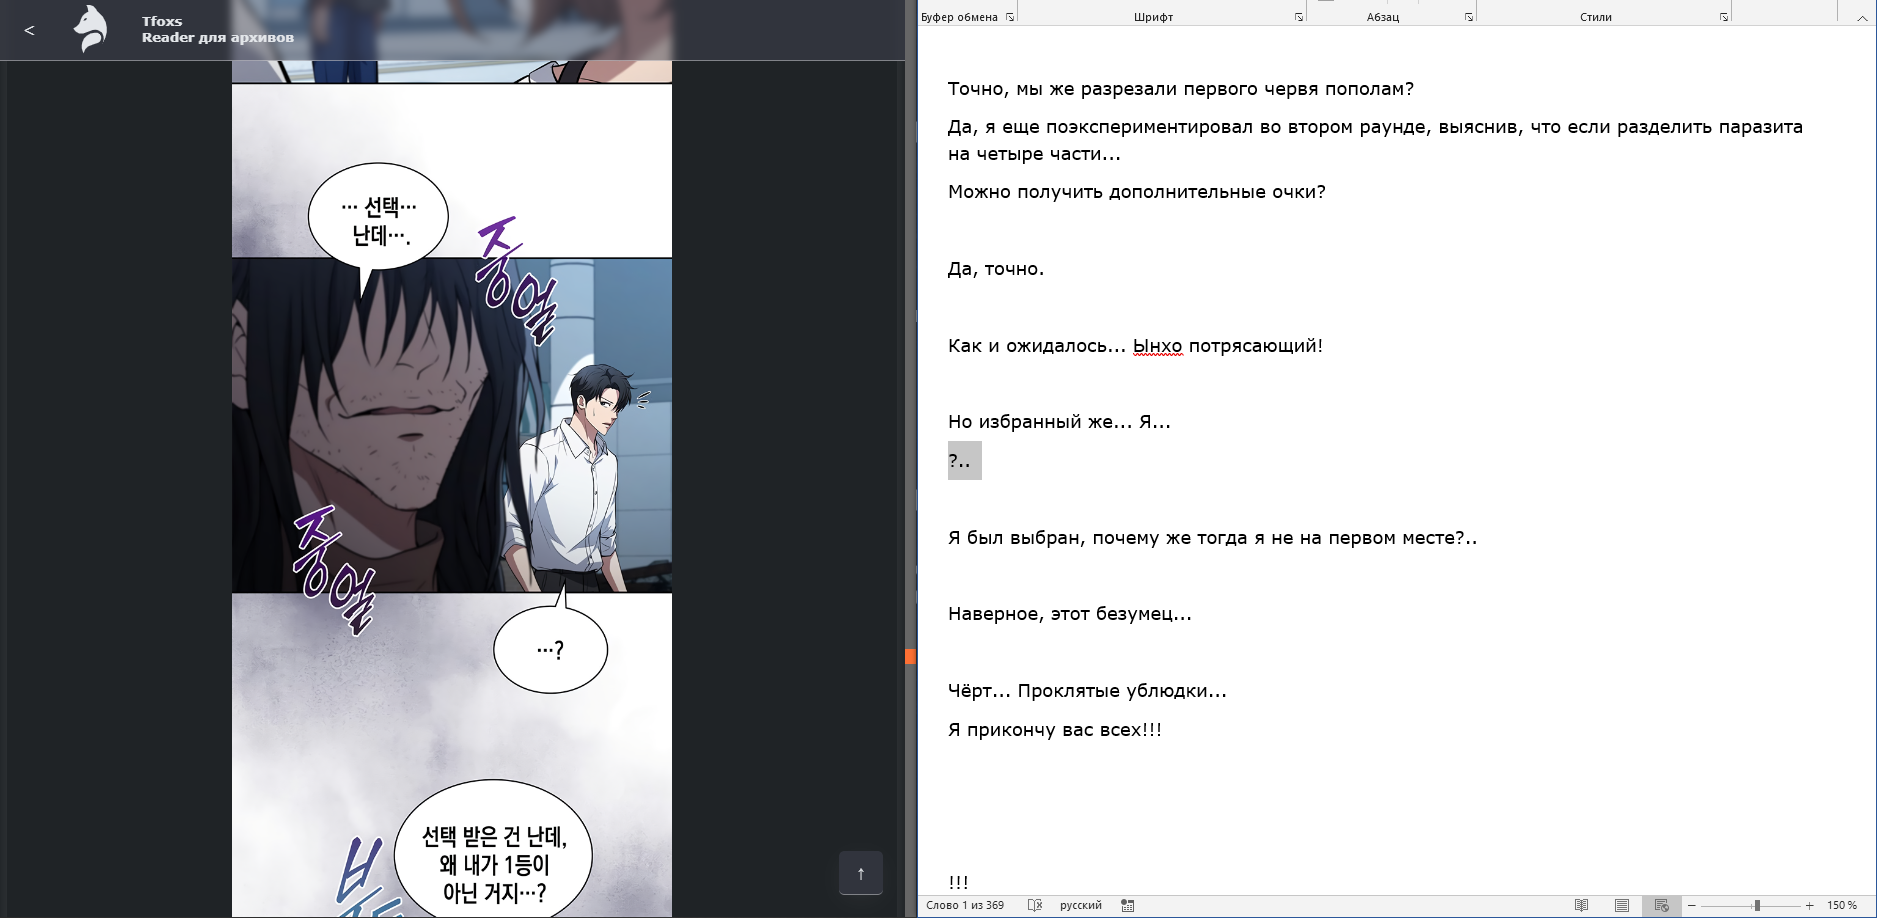 <
Tfoxs
Reader для архивов
… 선택…
난데….
중얼
중얼
…?
선택 받은 건 난데,
왜 내가 1등이
아닌 거지…?
↑
Буфер обмена
Шрифт
Абзац
Стили
Точно, мы же разрезали первого червя пополам?
Да, я еще поэкспериментировал во втором раунде, выяснив, что если разделить паразита
на четыре части...
Можно получить дополнительные очки?
Да, точно.
Как и ожидалось... Ынхо потрясающий!
Но избранный же... Я...
?..
Я был выбран, почему же тогда я не на первом месте?..
Наверное, этот безумец...
Чёрт... Проклятые ублюдки...
Я прикончу вас всех!!!
!!!
Слово 1 из 369
русский
150 %